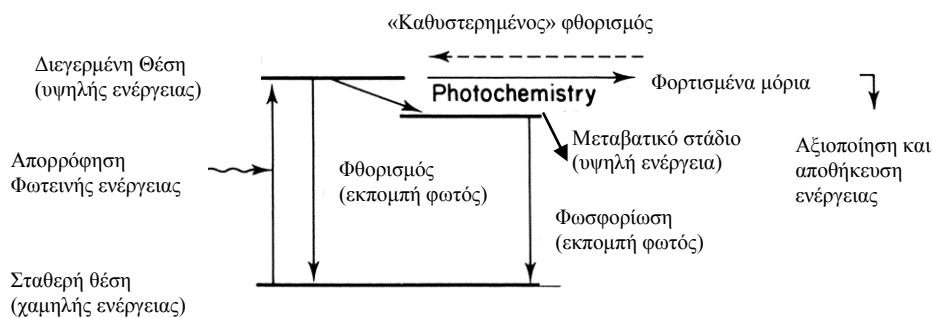 «Καθυστερημένος» φθορισμός
Διεγερμένη Θέση
(υψηλής ενέργειας)
Φορτισμένα μόρια
Photochemistry
Μεταβατικό στάδιο
(υψηλή ενέργεια)
Αξιοποίηση και
αποθήκευση
ενέργειας
Απορρόφηση
Φωτεινής ενέργειας
Φθορισμός
(εκπομπή φωτός)
Φωσφορίωση
(εκπομπή φωτός)
Σταθερή θέση
(χαμηλής ενέργειας)